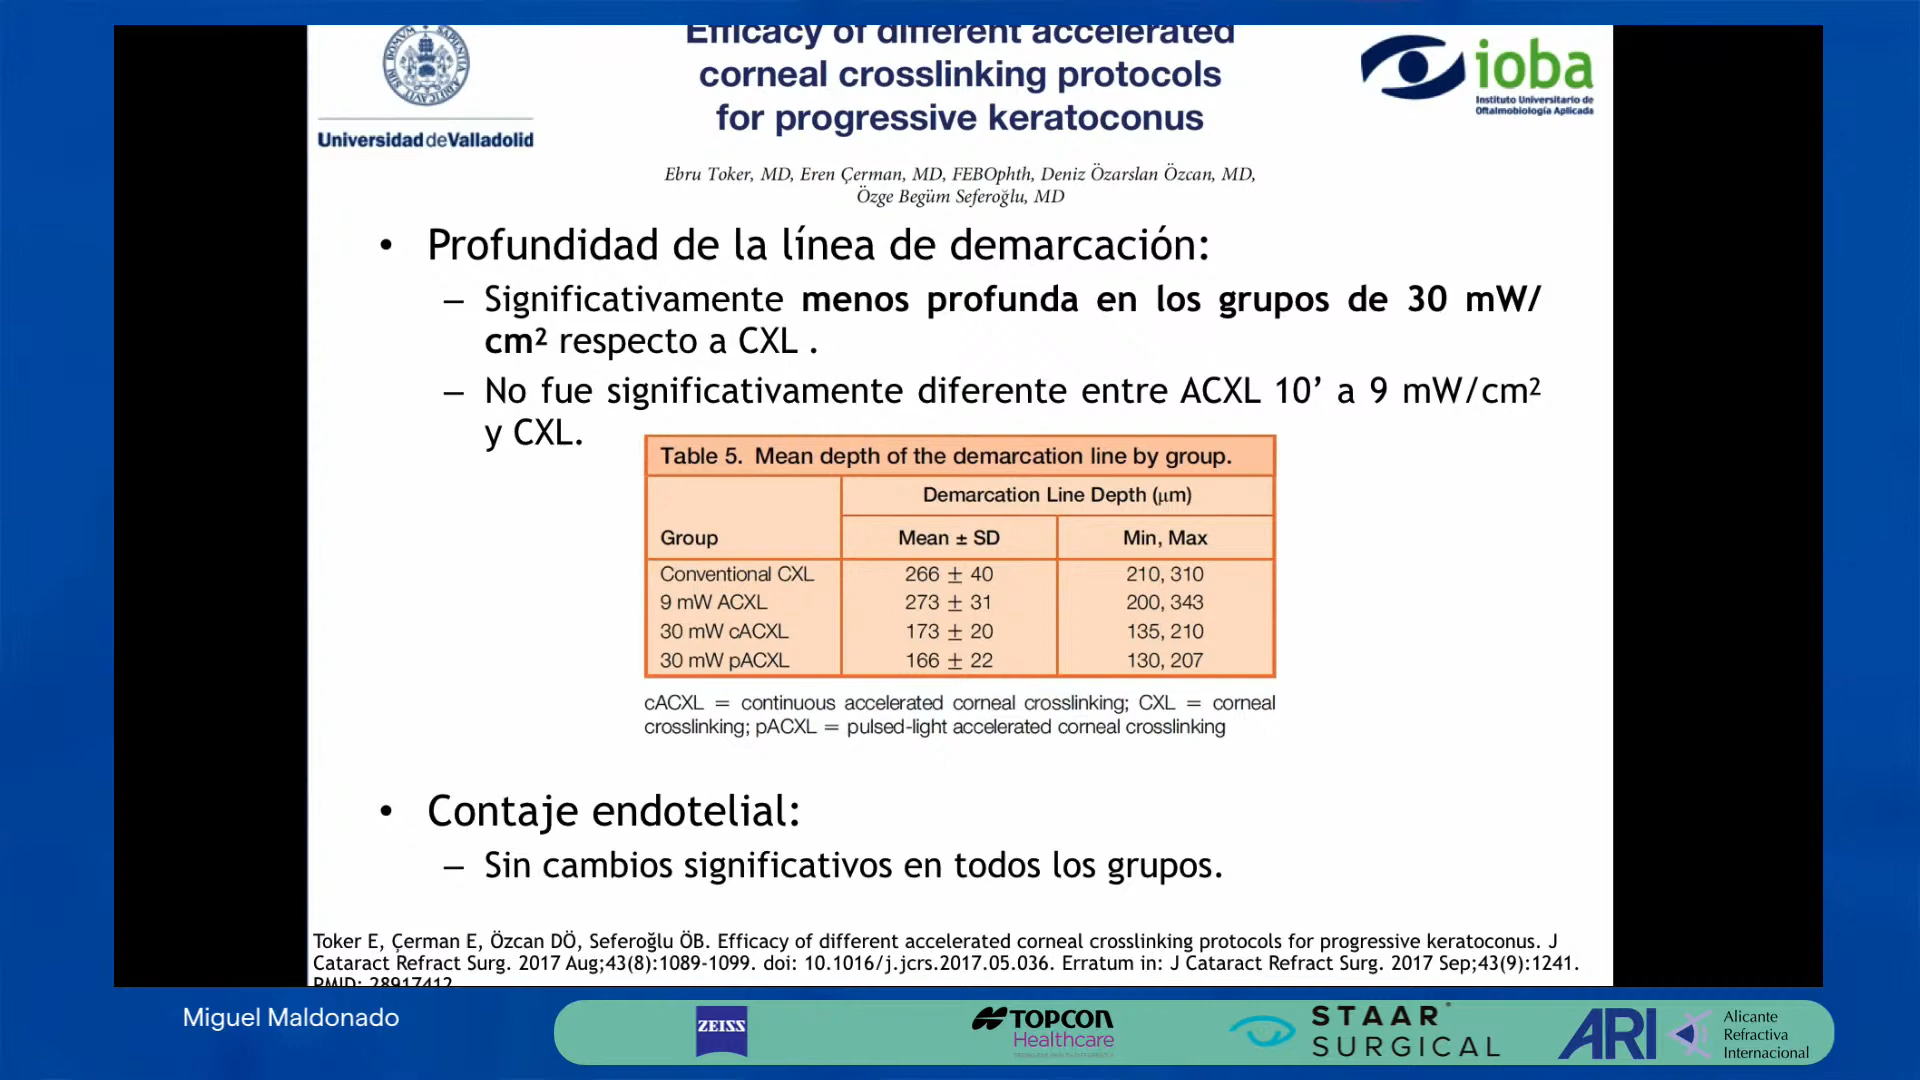 Efficacy of different accelerated
corneal crosslinking protocols
for progressive keratoconus
Universidad de Valladolid
ioba
Instituto Universitario de
Oftalmobiología Aplicada
Ebru Toker, MD, Eren Çerman, MD, FEBOphth, Deniz Özarslan Özcan, MD,
Özge Begüm Seferoğlu, MD
• Profundidad de la línea de demarcación:
– Significativamente menos profunda en los grupos de 30 mW/
cm² respecto a CXL .
– No fue significativamente diferente entre ACXL 10’ a 9 mW/cm²
y CXL.
Table 5. Mean depth of the demarcation line by group.
Demarcation Line Depth (μm)
Group Mean ± SD Min, Max
Conventional CXL 266 ± 40 210, 310
9 mW ACXL 273 ± 31 200, 343
30 mW cACXL 173 ± 20 135, 210
30 mW pACXL 166 ± 22 130, 207
cACXL = continuous accelerated corneal crosslinking; CXL = corneal
crosslinking; pACXL = pulsed-light accelerated corneal crosslinking
• Contaje endotelial:
– Sin cambios significativos en todos los grupos.
Toker E, Çerman E, Özcan DÖ, Seferoğlu ÖB. Efficacy of different accelerated corneal crosslinking protocols for progressive keratoconus. J
Cataract Refract Surg. 2017 Aug;43(8):1089-1099. doi: 10.1016/j.jcrs.2017.05.036. Erratum in: J Cataract Refract Surg. 2017 Sep;43(9):1241.
PMID: 28917412
Miguel Maldonado
ZEISS
TOPCON
Healthcare
STAAR
SURGICAL
ARI
Alicante
Refractiva
Internacional